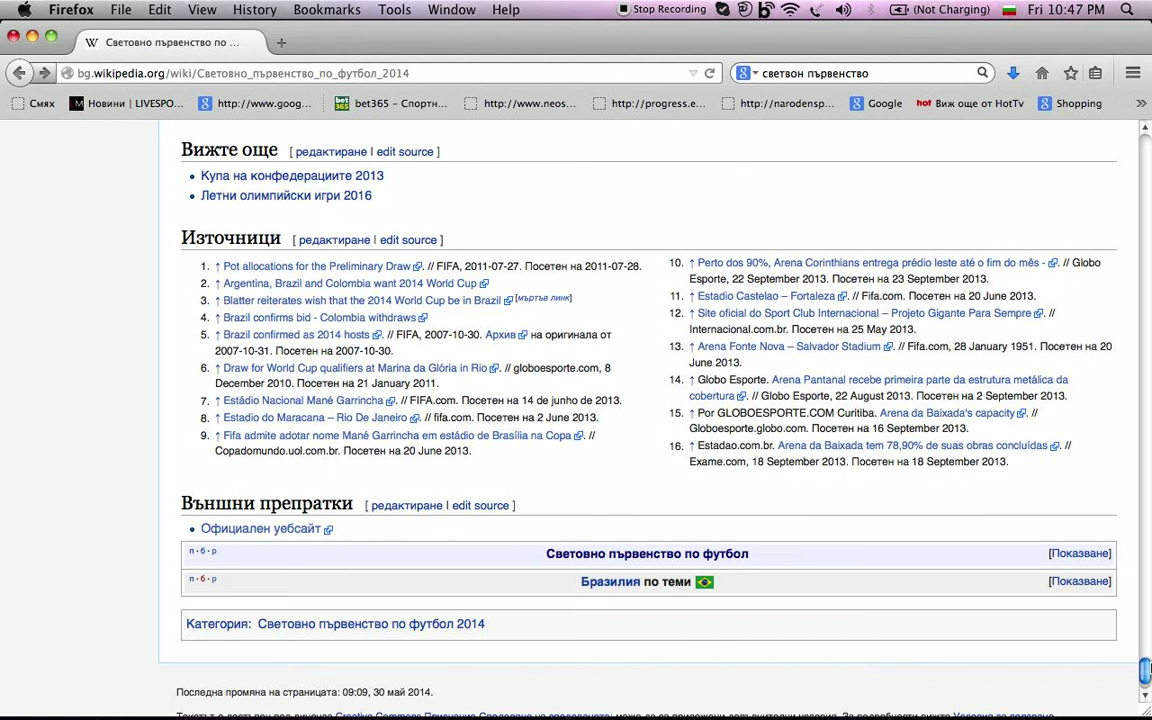 Firefox File Edit View History Bookmarks Tools Window Help Stop Recording (Not Charging) Fri 10:47 PM
Световно първенство по ...
bg.wikipedia.org/wiki/Световно_първенство_по_футбол_2014 светвон първенство
Смях Новини | LIVESPO... http://www.goog... bet365 – Спортн... http://www.neos... http://progress.e... http://narodensp... Google Виж още от HotTv Shopping »
Вижте още [ редактиране | edit source ]
Купа на конфедерациите 2013
Летни олимпийски игри 2016
Източници [ редактиране | edit source ]
1. ↑ Pot allocations for the Preliminary Draw. // FIFA, 2011-07-27. Посетен на 2011-07-28.
2. ↑ Argentina, Brazil and Colombia want 2014 World Cup
3. ↑ Blatter reiterates wish that the 2014 World Cup be in Brazil [мъртъв линк]
4. ↑ Brazil confirms bid - Colombia withdraws
5. ↑ Brazil confirmed as 2014 hosts. // FIFA, 2007-10-30. Архив на оригинала от
2007-10-31. Посетен на 2007-10-30.
6. ↑ Draw for World Cup qualifiers at Marina da Glória in Rio. // globoesporte.com, 8
December 2010. Посетен на 21 January 2011.
7. ↑ Estádio Nacional Mané Garrincha. // FIFA.com. Посетен на 14 de junho de 2013.
8. ↑ Estadio do Maracana – Rio De Janeiro. // fifa.com. Посетен на 2 June 2013.
9. ↑ Fifa admite adotar nome Mané Garrincha em estádio de Brasíiia na Copa. //
Copadomundo.uol.com.br. Посетен на 20 June 2013.
10. ↑ Perto dos 90%, Arena Corinthians entrega prédio leste até o fim do mês -. // Globo
Esporte, 22 September 2013. Посетен на 23 September 2013.
11. ↑ Estadio Castelao – Fortaleza. // Fifa.com. Посетен на 20 June 2013.
12. ↑ Site oficial do Sport Club Internacional – Projeto Gigante Para Sempre. //
Internacional.com.br. Посетен на 25 May 2013.
13. ↑ Arena Fonte Nova – Salvador Stadium. // Fifa.com, 28 January 1951. Посетен на 20
June 2013.
14. ↑ Globo Esporte. Arena Pantanal recebe primeira parte da estrutura metálica da
cobertura. // Globo Esporte, 22 August 2013. Посетен на 2 September 2013.
15. ↑ Por GLOBOESPORTE.COM Curitiba. Arena da Baixada's capacity. //
Globoesporte.globo.com. Посетен на 16 September 2013.
16. ↑ Estadao.com.br. Arena da Baixada tem 78,90% de suas obras concluídas. //
Exame.com, 18 September 2013. Посетен на 18 September 2013.
Външни препратки [ редактиране | edit source ]
Официален уебсайт
п · б · р Световно първенство по футбол [Показване]
п · б · р Бразилия по теми [Показване]
Категория: Световно първенство по футбол 2014
Последна промяна на страницата: 09:09, 30 май 2014.